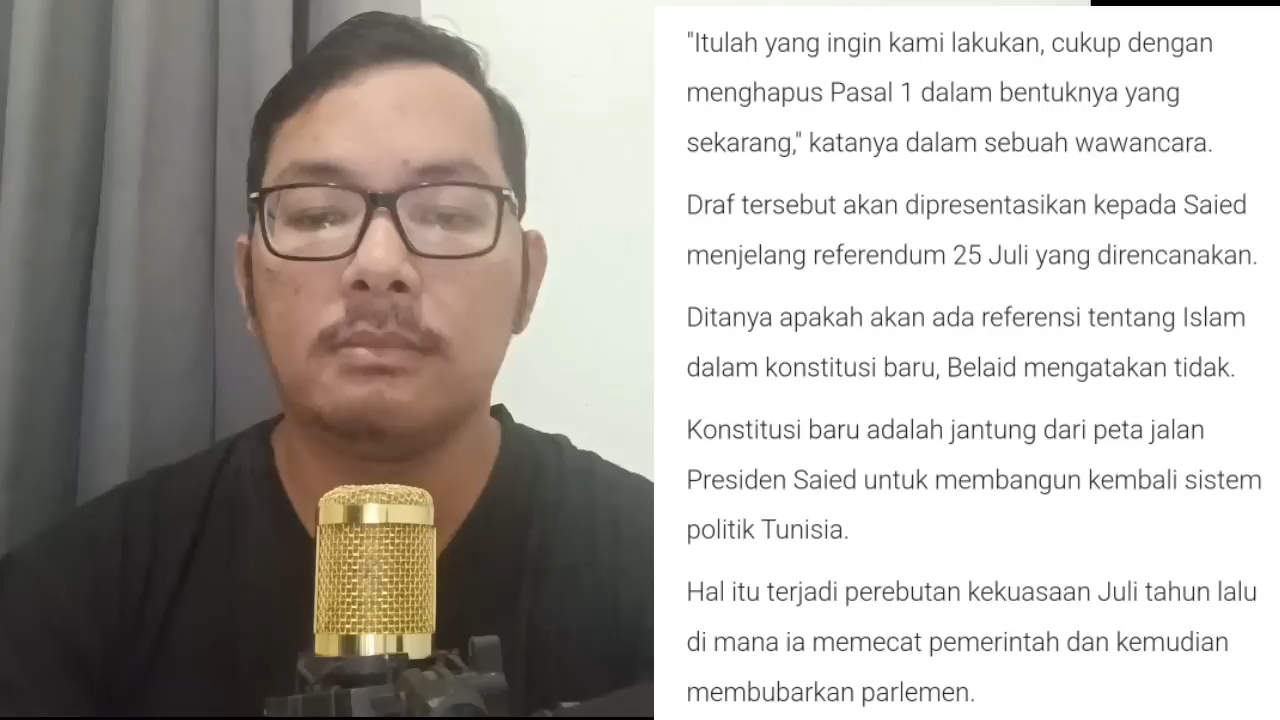 "Itulah yang ingin kami lakukan, cukup dengan
menghapus Pasal 1 dalam bentuknya yang
sekarang," katanya dalam sebuah wawancara.
Draf tersebut akan dipresentasikan kepada Saied
menjelang referendum 25 Juli yang direncanakan.
Ditanya apakah akan ada referensi tentang Islam
dalam konstitusi baru, Belaid mengatakan tidak.
Konstitusi baru adalah jantung dari peta jalan
Presiden Saied untuk membangun kembali sistem
politik Tunisia.
Hal itu terjadi perebutan kekuasaan Juli tahun lalu
di mana ia memecat pemerintah dan kemudian
membubarkan parlemen.